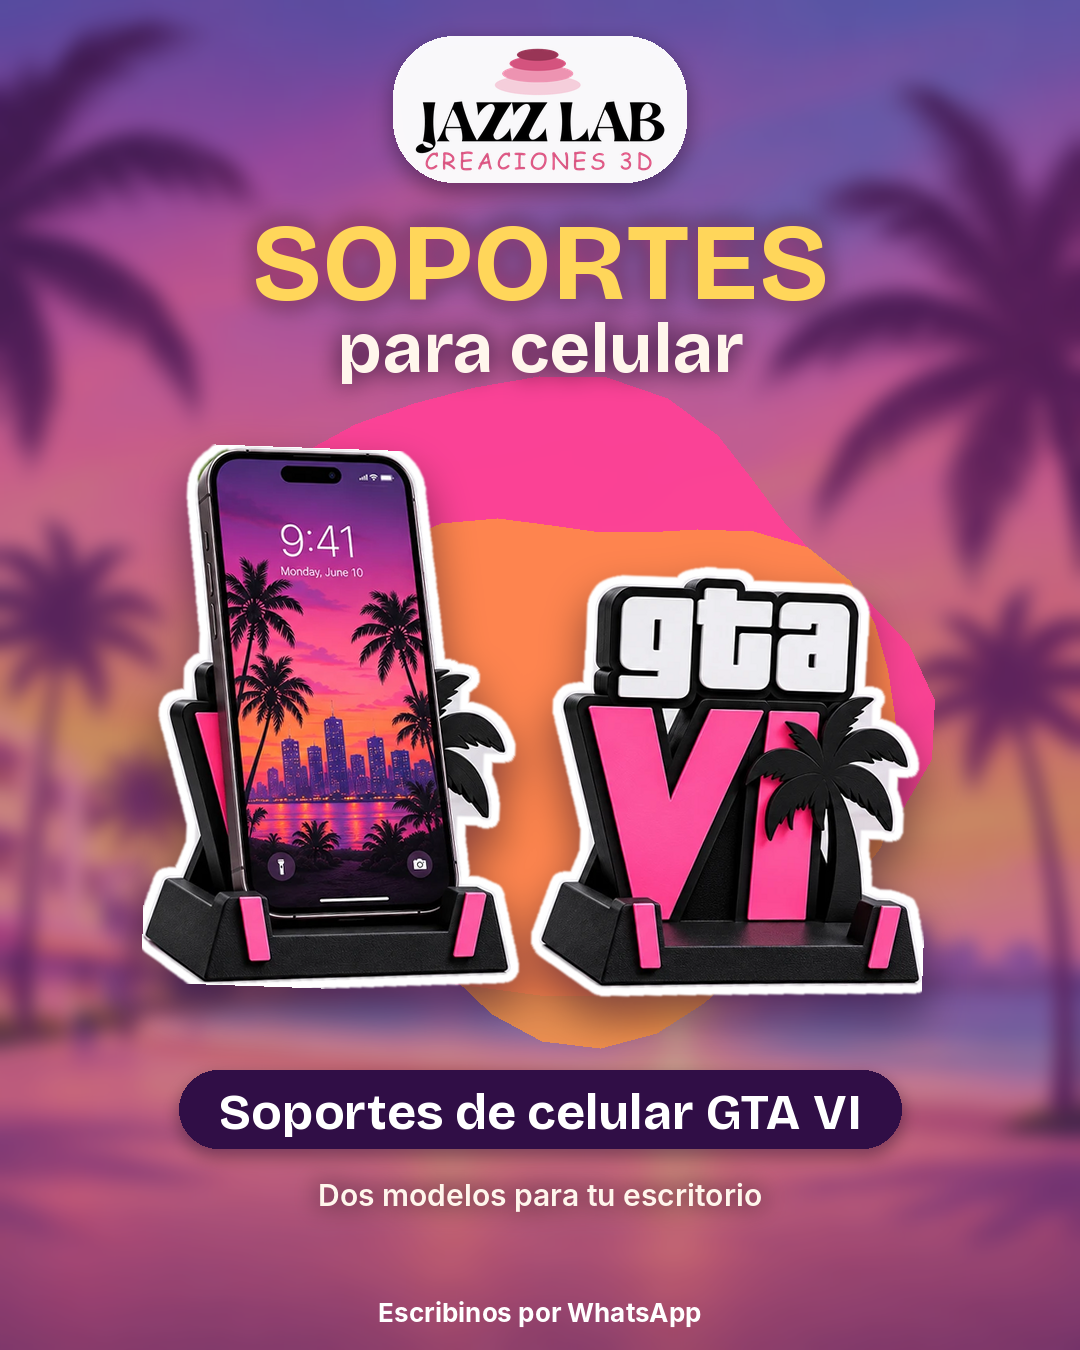 JAZZ LAB
CREACIONES 3D
SOPORTES
para celular
9:41
Monday, June 10
gta
VI
Soportes de celular GTA VI
Dos modelos para tu escritorio
Escribinos por WhatsApp